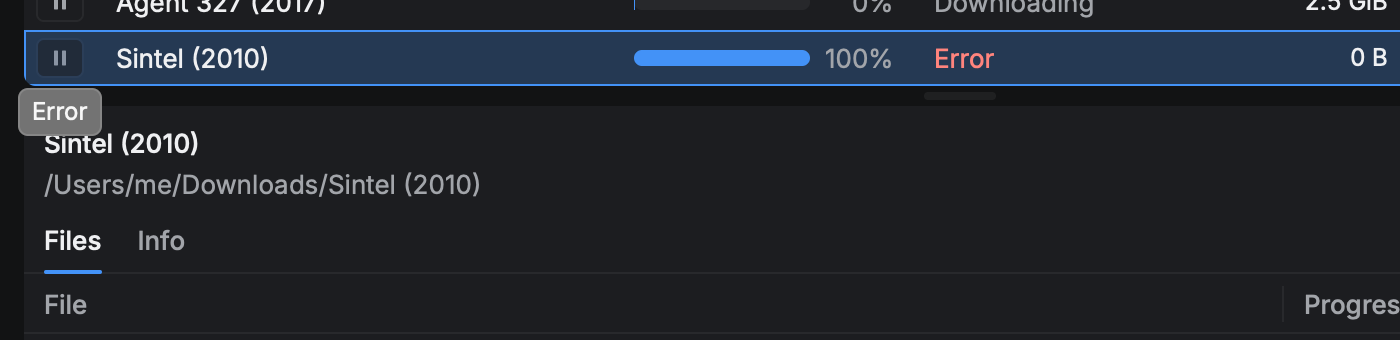 Agent 327 (2017) 0% Downloading 2.5 GiB
Sintel (2010) 100% Error 0 B
Error
Sintel (2010)
/Users/me/Downloads/Sintel (2010)
Files Info
File Progres